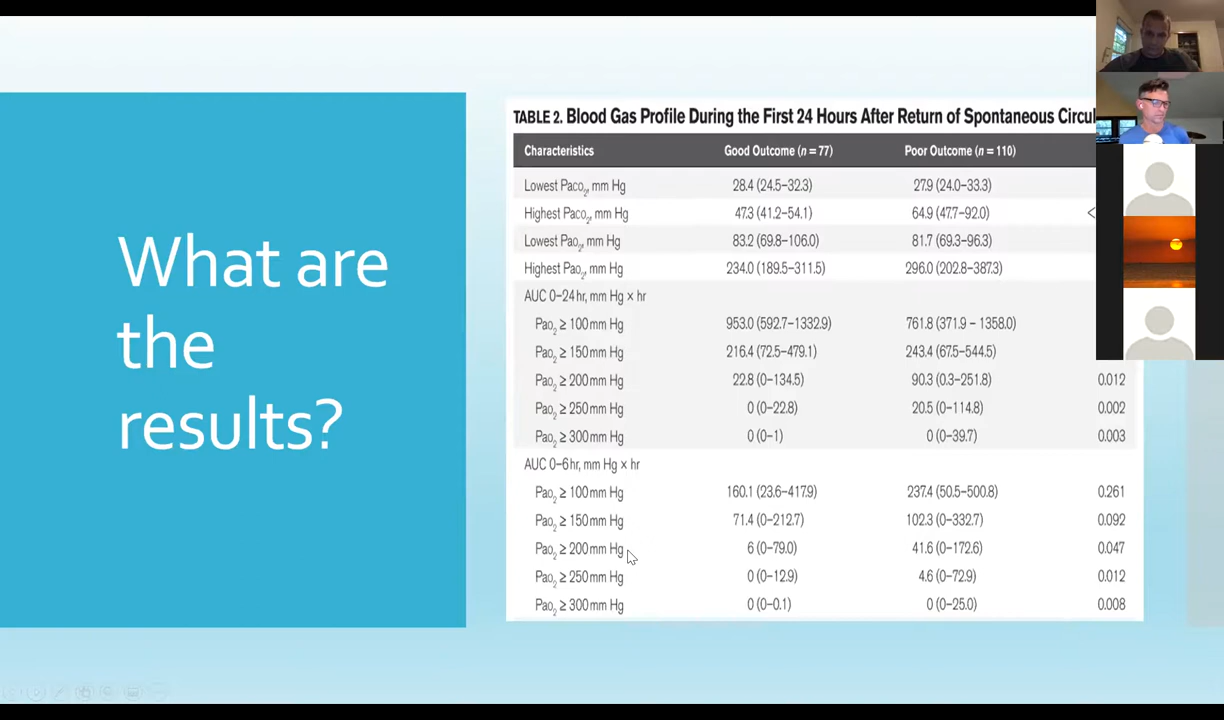 What are
the
results?
TABLE 2. Blood Gas Profile During the First 24 Hours After Return of Spontaneous Circul
Characteristics Good Outcome (n = 77) Poor Outcome (n = 110)
Lowest Paco₂, mm Hg 28.4 (24.5–32.3) 27.9 (24.0–33.3)
Highest Paco₂, mm Hg 47.3 (41.2–54.1) 64.9 (47.7–92.0) <
Lowest Pao₂, mm Hg 83.2 (69.8–106.0) 81.7 (69.3–96.3)
Highest Pao₂, mm Hg 234.0 (189.5–311.5) 296.0 (202.8–387.3)
AUC 0–24 hr, mm Hg × hr
Pao₂ ≥ 100 mm Hg 953.0 (592.7–1332.9) 761.8 (371.9 – 1358.0)
Pao₂ ≥ 150 mm Hg 216.4 (72.5–479.1) 243.4 (67.5–544.5)
Pao₂ ≥ 200 mm Hg 22.8 (0–134.5) 90.3 (0.3–251.8) 0.012
Pao₂ ≥ 250 mm Hg 0 (0–22.8) 20.5 (0–114.8) 0.002
Pao₂ ≥ 300 mm Hg 0 (0–1) 0 (0–39.7) 0.003
AUC 0–6 hr, mm Hg × hr
Pao₂ ≥ 100 mm Hg 160.1 (23.6–417.9) 237.4 (50.5–500.8) 0.261
Pao₂ ≥ 150 mm Hg 71.4 (0–212.7) 102.3 (0–332.7) 0.092
Pao₂ ≥ 200 mm Hg 6 (0–79.0) 41.6 (0–172.6) 0.047
Pao₂ ≥ 250 mm Hg 0 (0–12.9) 4.6 (0–72.9) 0.012
Pao₂ ≥ 300 mm Hg 0 (0–0.1) 0 (0–25.0) 0.008